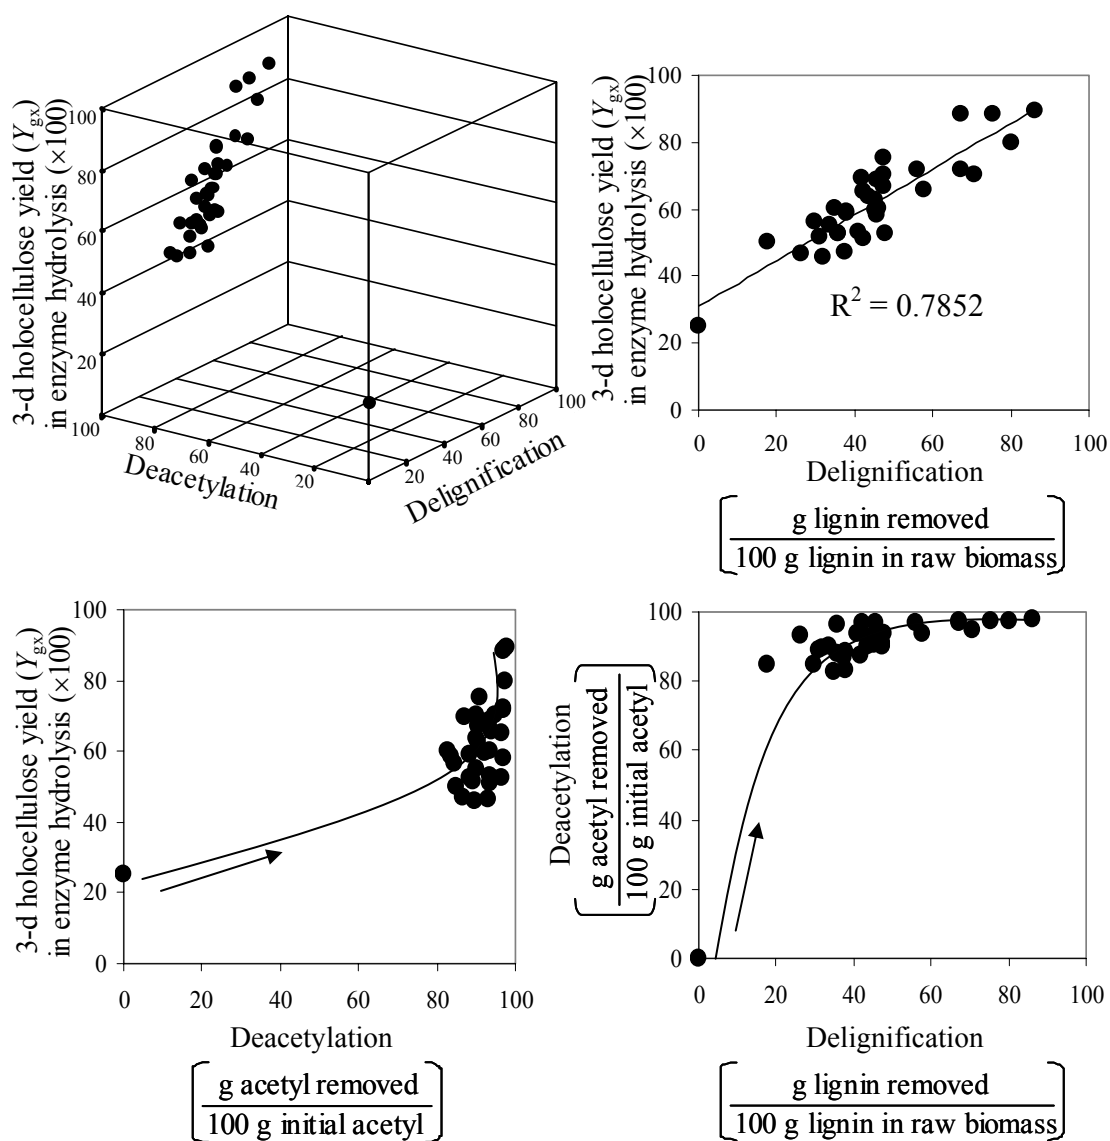 3-d holocellulose yield (Ygx)
in enzyme hydrolysis (×100)
100
80
60
40
20
100
80
60
40
20
Deacetylation
20
40
60
80
100
Delignification
3-d holocellulose yield (Ygx)
in enzyme hydrolysis (×100)
100
80
60
40
20
0
R² = 0.7852
0 20 40 60 80 100
Delignification
g lignin removed
100 g lignin in raw biomass
3-d holocellulose yield (Ygx)
in enzyme hydrolysis (×100)
100
80
60
40
20
0
0 20 40 60 80 100
Deacetylation
g acetyl removed
100 g initial acetyl
Deacetylation
g acetyl removed
100 g initial acetyl
100
80
60
40
20
0
0 20 40 60 80 100
Delignification
g lignin removed
100 g lignin in raw biomass